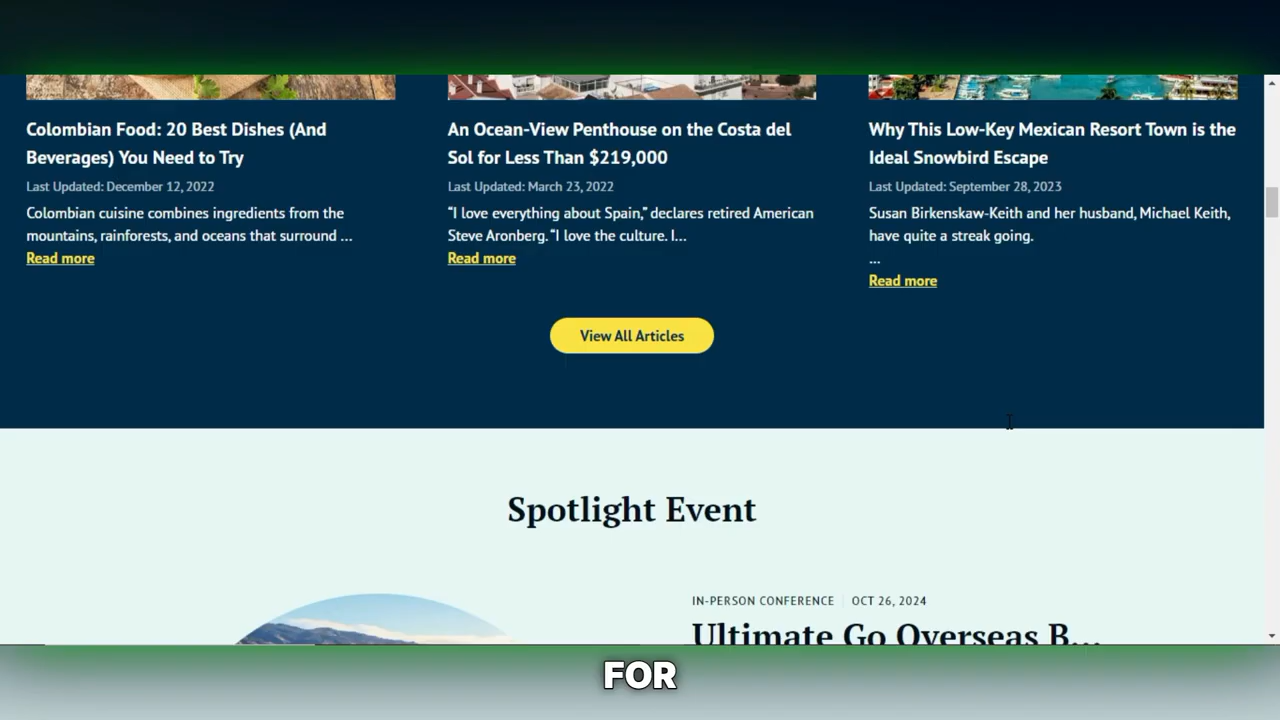 Colombian Food: 20 Best Dishes (And
Beverages) You Need to Try
Last Updated: December 12, 2022
Colombian cuisine combines ingredients from the
mountains, rainforests, and oceans that surround ...
Read more
An Ocean-View Penthouse on the Costa del
Sol for Less Than $219,000
Last Updated: March 23, 2022
“I love everything about Spain,” declares retired American
Steve Aronberg. “I love the culture. I...
Read more
Why This Low-Key Mexican Resort Town is the
Ideal Snowbird Escape
Last Updated: September 28, 2023
Susan Birkenskaw-Keith and her husband, Michael Keith,
have quite a streak going.
...
Read more
View All Articles
Spotlight Event
IN-PERSON CONFERENCE | OCT 26, 2024
Ultimate Go Overseas B...
FOR